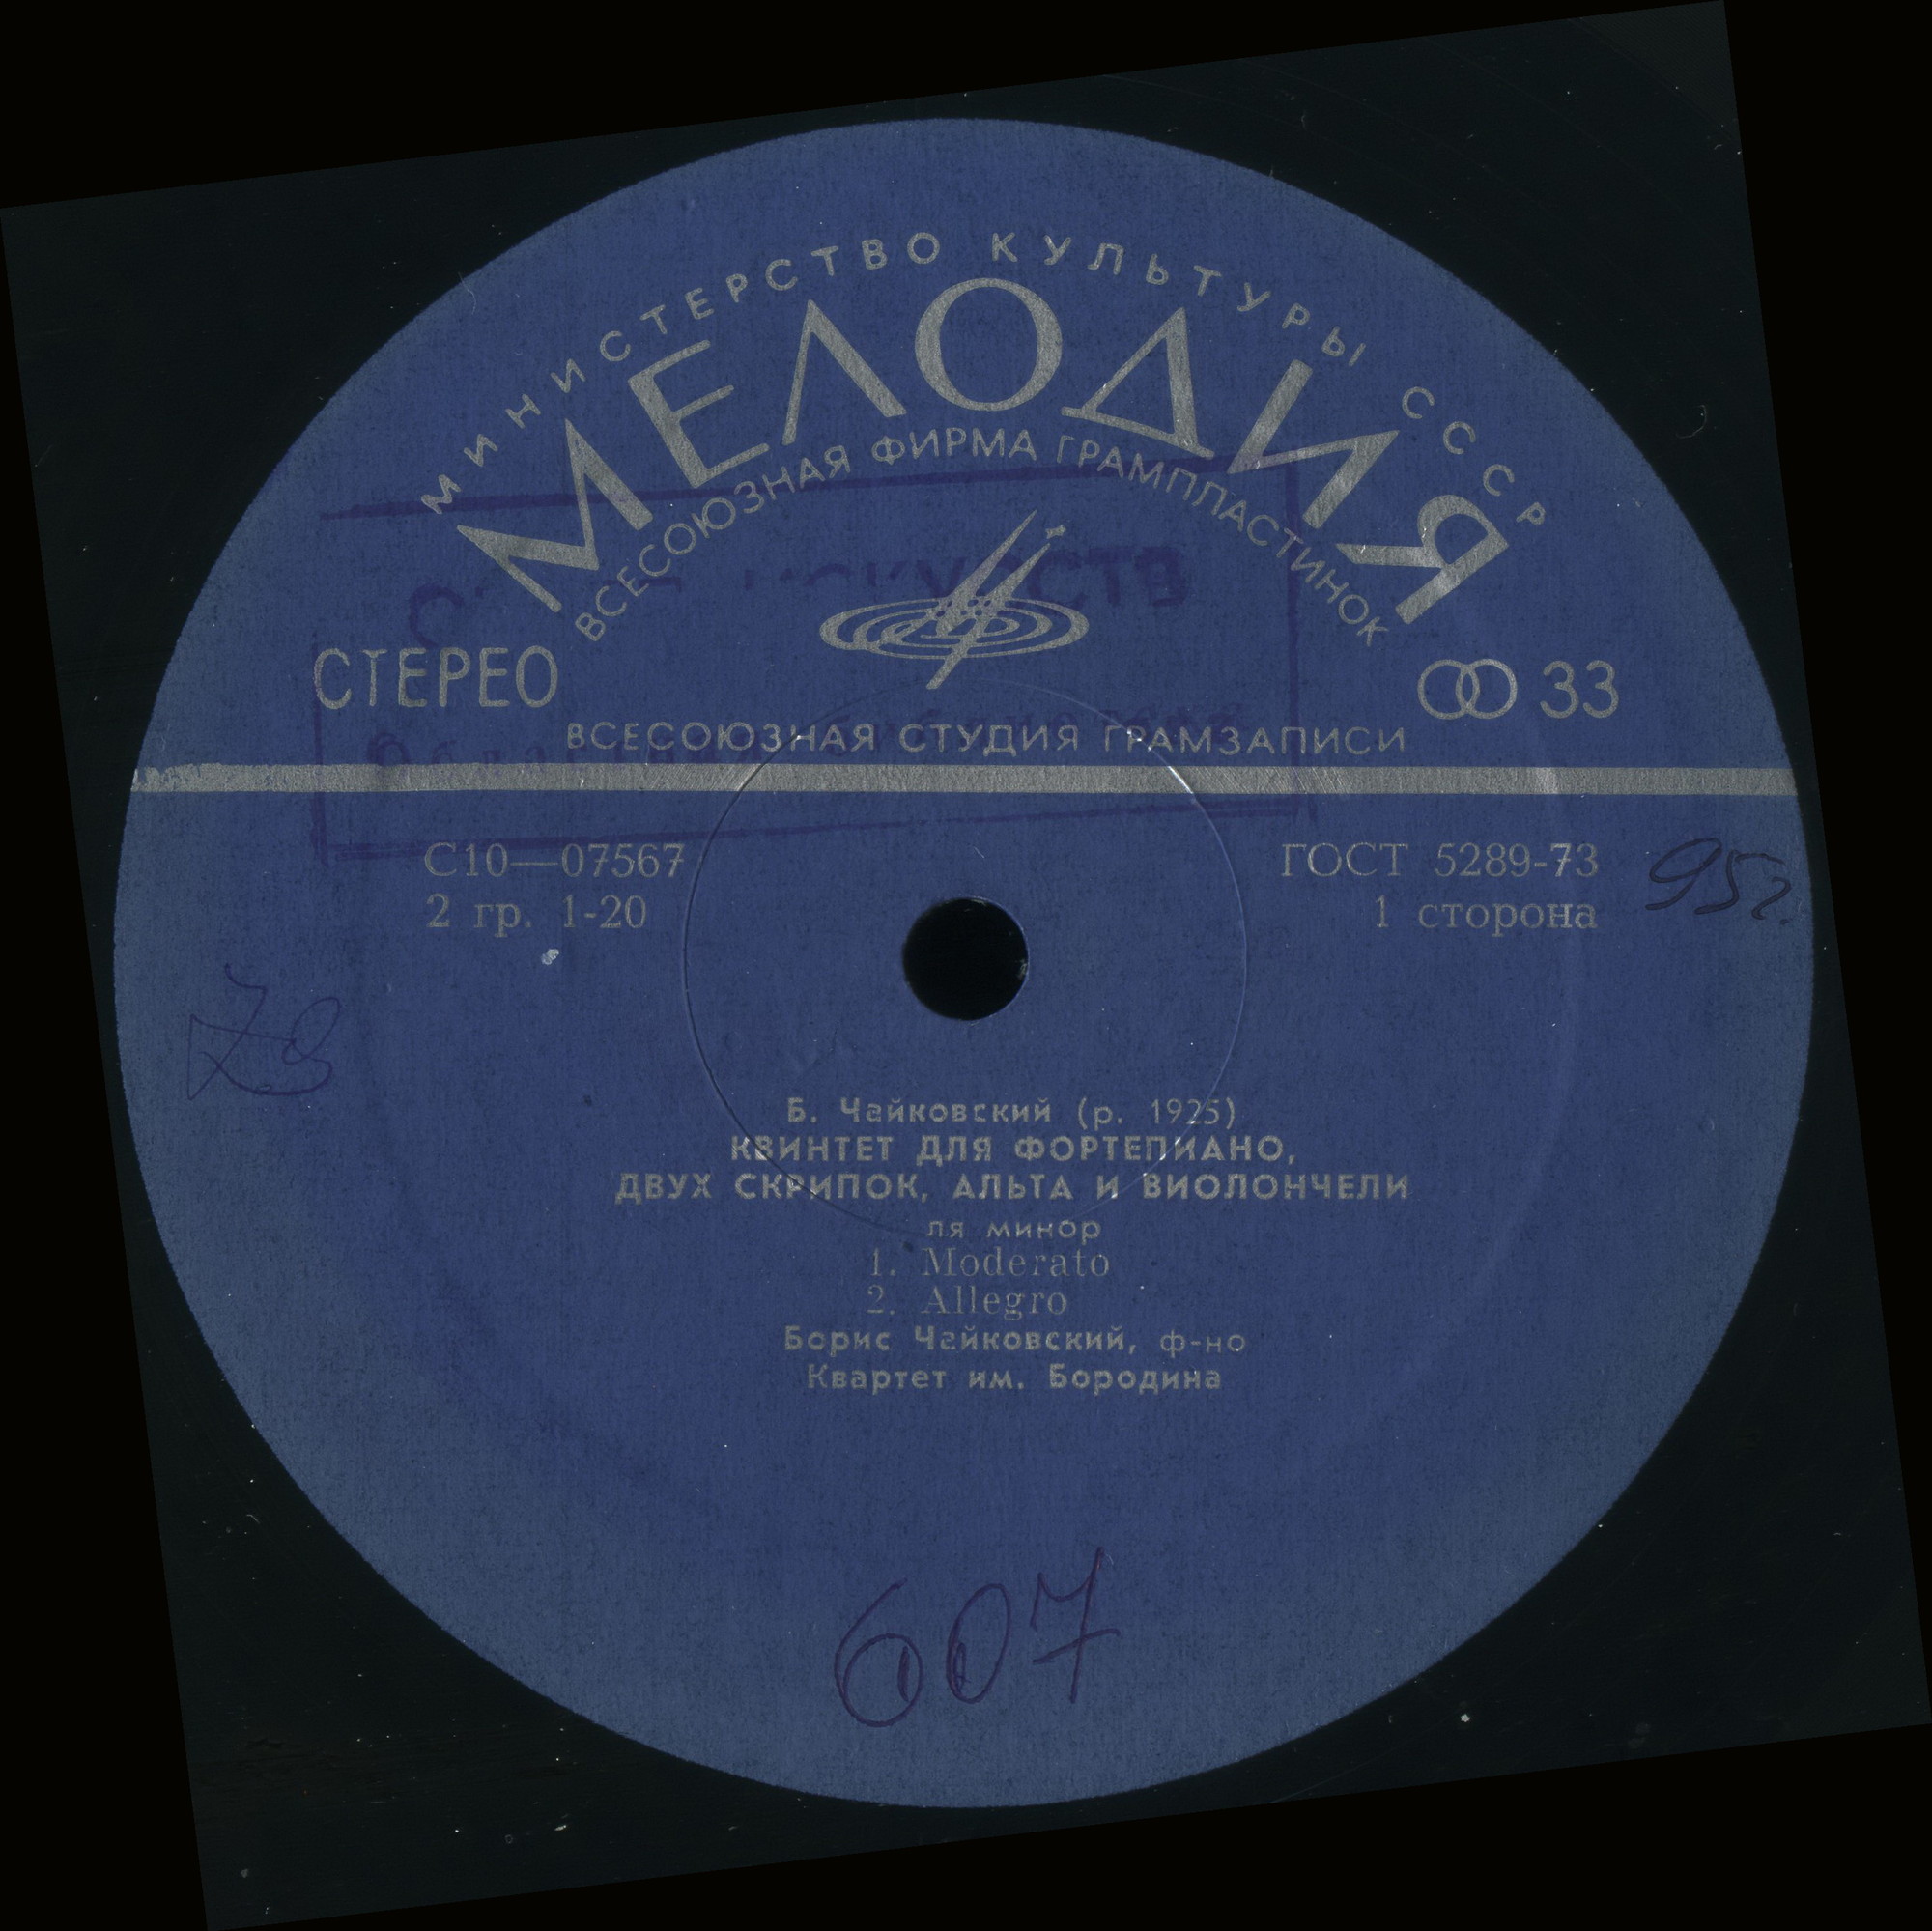 МИНИСТЕРСТВО КУЛЬТУРЫ СССР
МЕЛОДИЯ
ВСЕСОЮЗНАЯ ФИРМА ГРАМПЛАСТИНОК
СТЕРЕО
33
ВСЕСОЮЗНАЯ СТУДИЯ ГРАМЗАПИСИ
С10—07567
ГОСТ 5289-73
95г.
2 гр. 1-20
1 сторона
Б. Чайковский (р. 1925)
КВИНТЕТ ДЛЯ ФОРТЕПИАНО,
ДВУХ СКРИПОК, АЛЬТА И ВИОЛОНЧЕЛИ
ля минор
1. Moderato
2. Allegro
Борис Чайковский, ф-но
Квартет им. Бородина
607